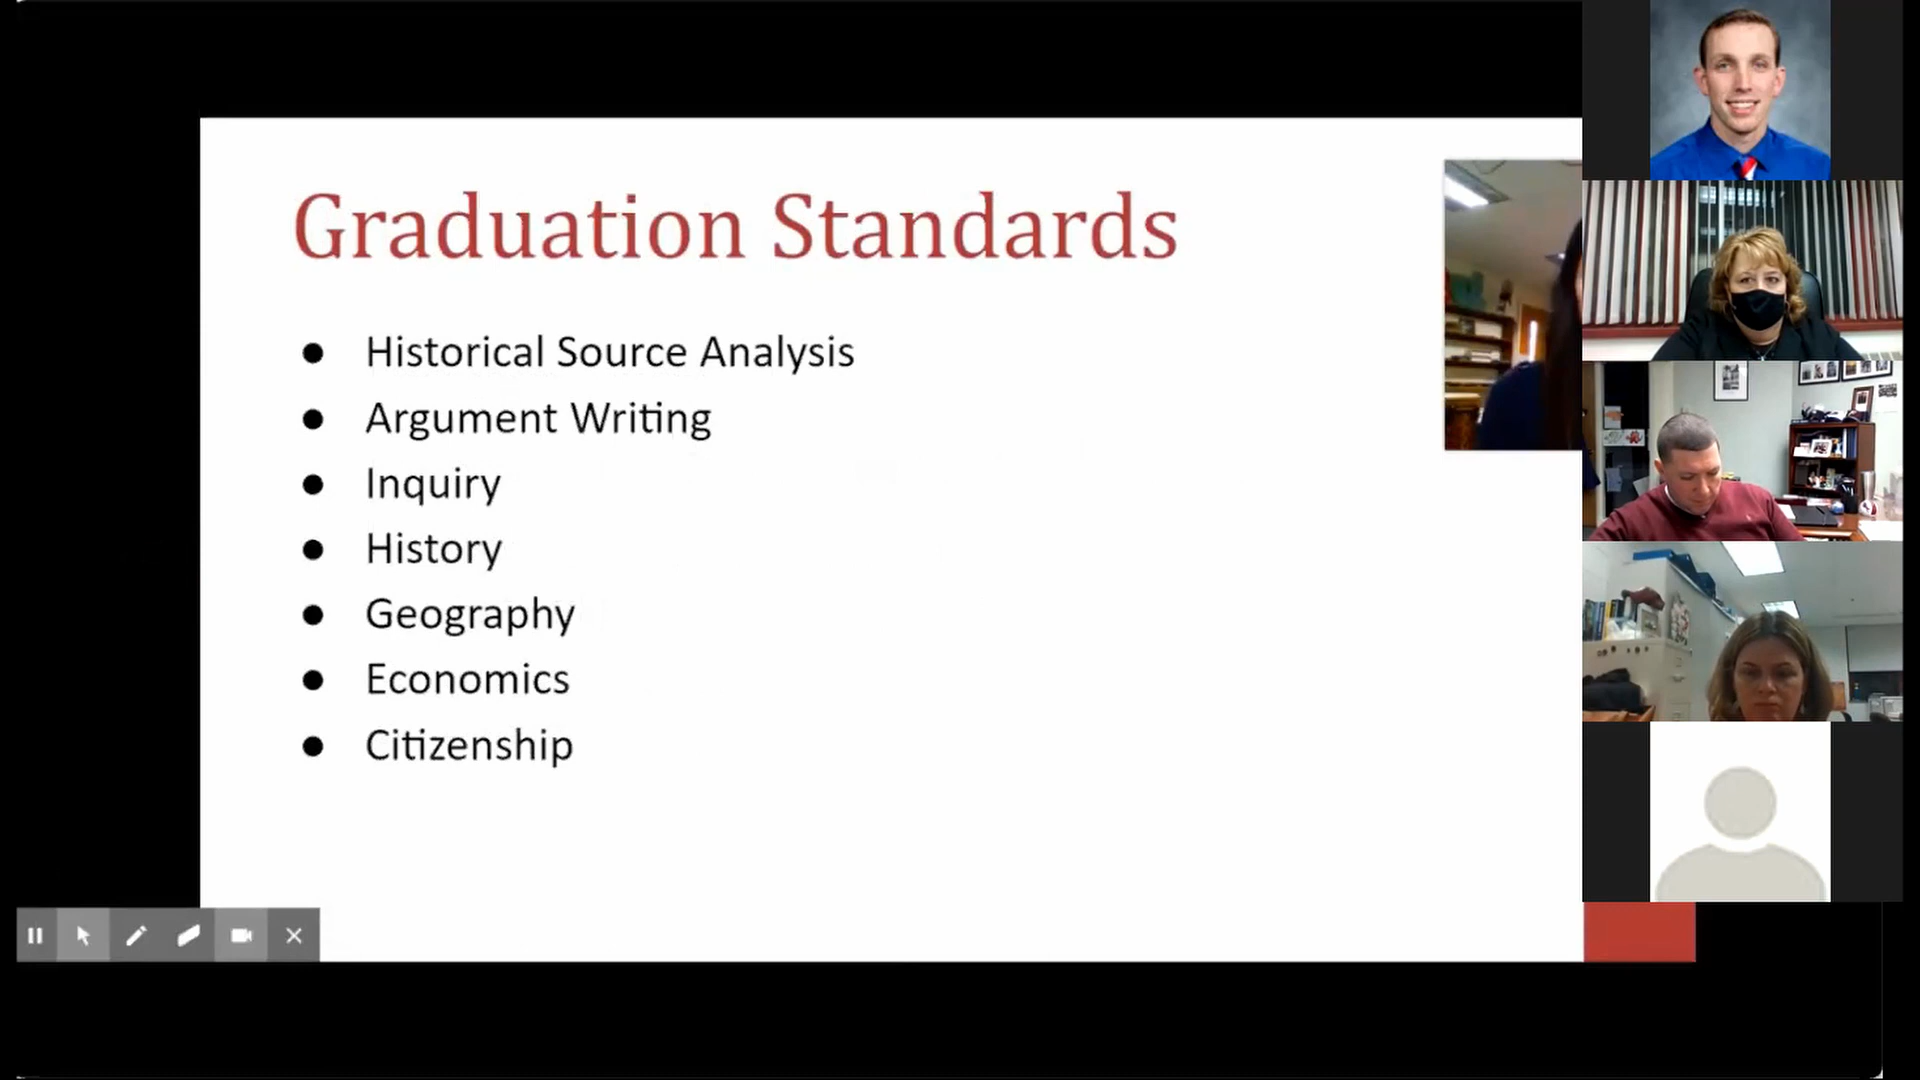 Graduation Standards
● Historical Source Analysis
● Argument Writing
● Inquiry
● History
● Geography
● Economics
● Citizenship